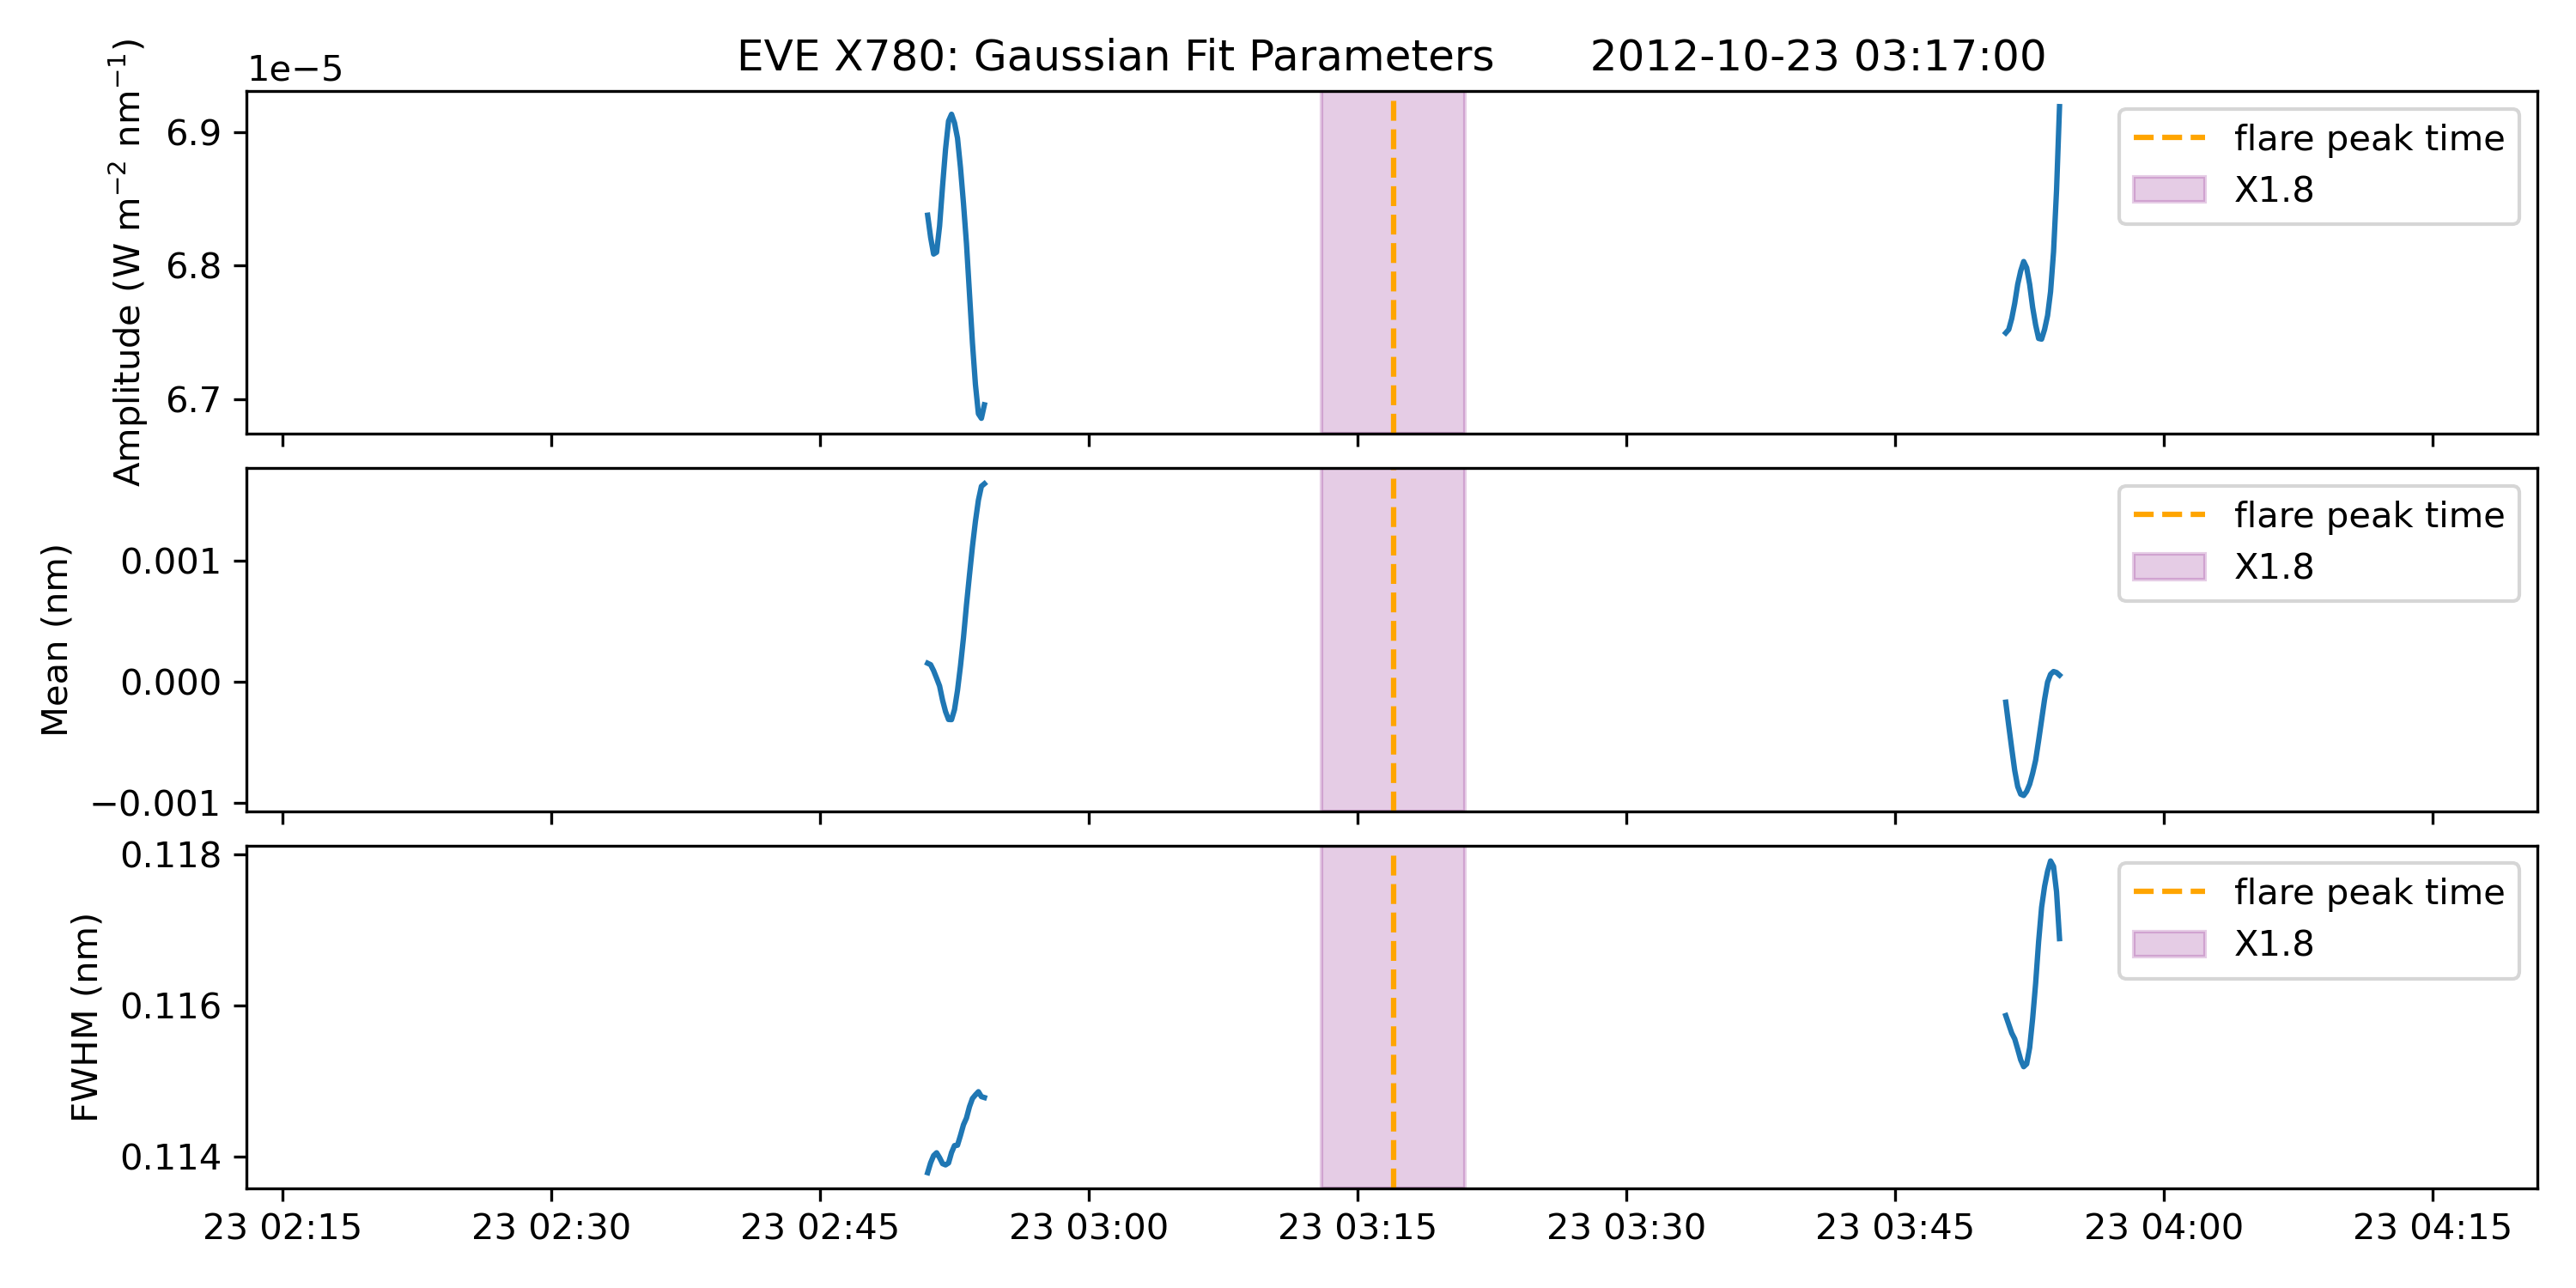 EVE X780: Gaussian Fit Parameters 2012-10-23 03:17:00
1e−5
Amplitude (W m⁻² nm⁻¹)
6.9
6.8
6.7
flare peak time
X1.8
Mean (nm)
0.001
0.000
−0.001
flare peak time
X1.8
FWHM (nm)
0.118
0.116
0.114
flare peak time
X1.8
23 02:15 23 02:30 23 02:45 23 03:00 23 03:15 23 03:30 23 03:45 23 04:00 23 04:15